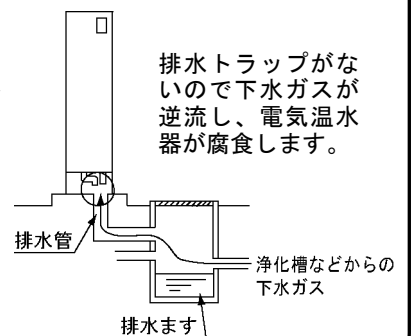 排水トラップがな
いので下水ガスが
逆流し、電気温水
器が腐食します。
排水管
浄化槽などからの
下水ガス
排水ます